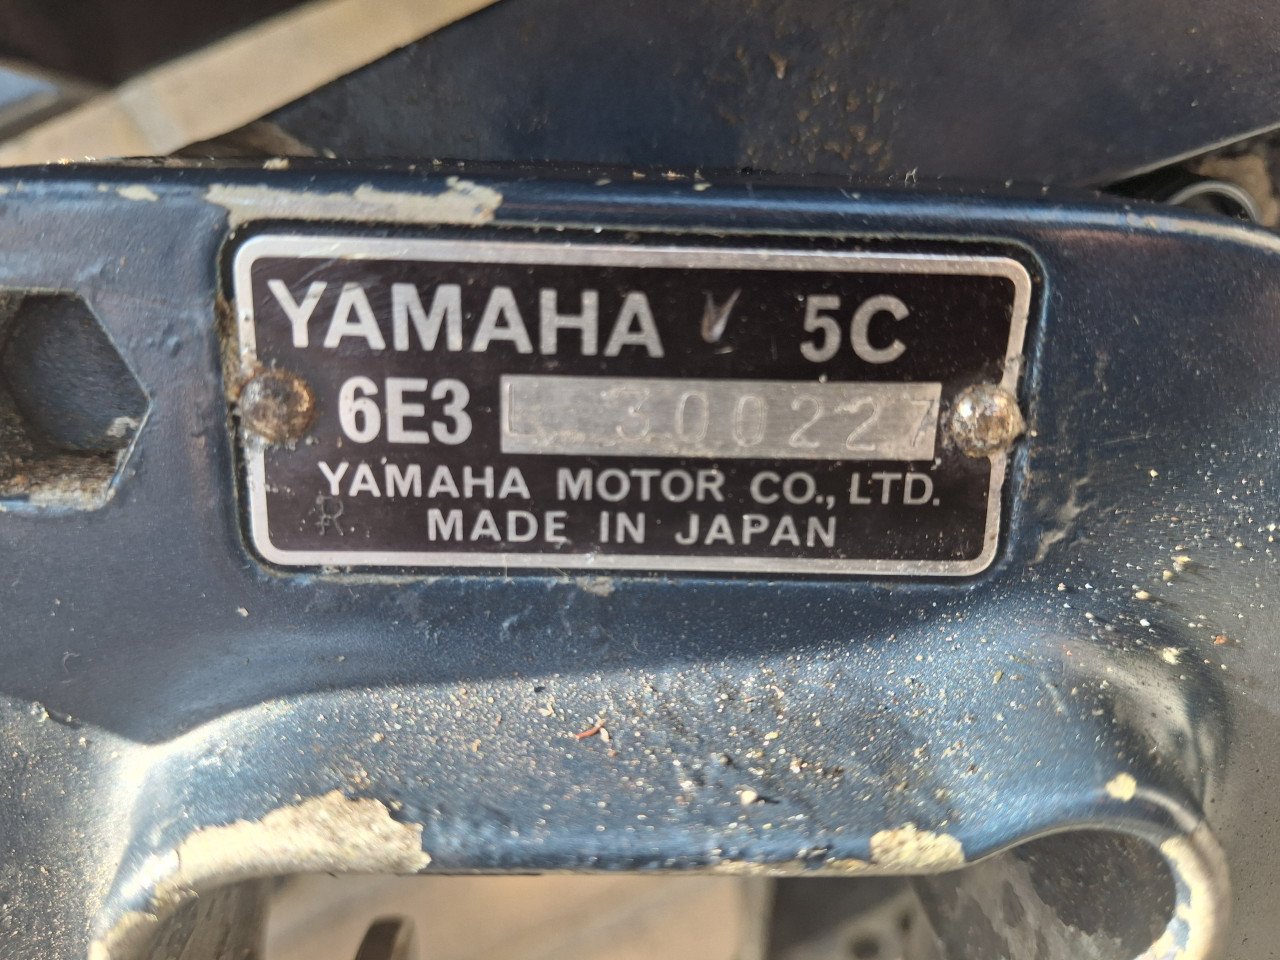 YAMAHA 5C
6E3 L 300227
YAMAHA MOTOR CO., LTD.
R
MADE IN JAPAN